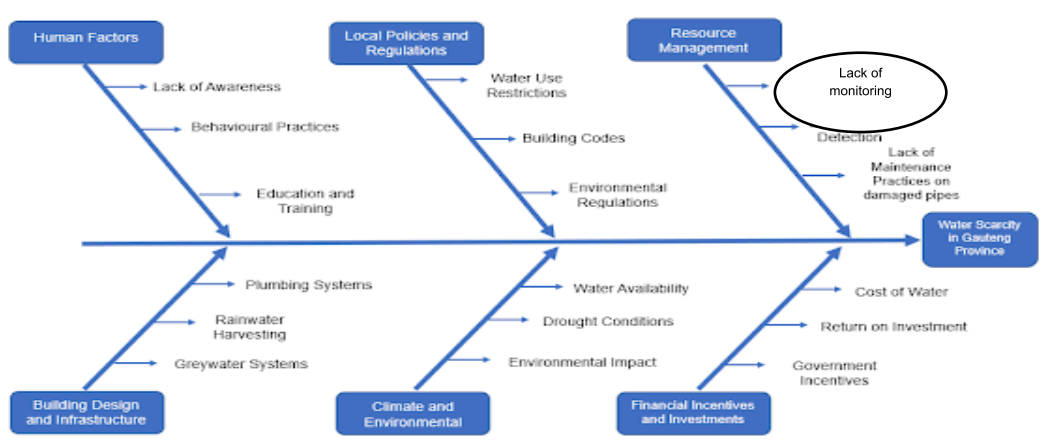 Human Factors
Lack of Awareness
Behavioural Practices
Education and
Training
Local Policies and
Regulations
Water Use
Restrictions
Building Codes
Environmental
Regulations
Resource
Management
Lack of
monitoring
Detection
Lack of
Maintenance
Practices on
damaged pipes
Water Scarcity
in Gauteng
Province
Plumbing Systems
Rainwater
Harvesting
Greywater Systems
Building Design
and Infrastructure
Water Availability
Drought Conditions
Environmental Impact
Climate and
Environmental
Cost of Water
Return on Investment
Government
Incentives
Financial Incentives
and Investments